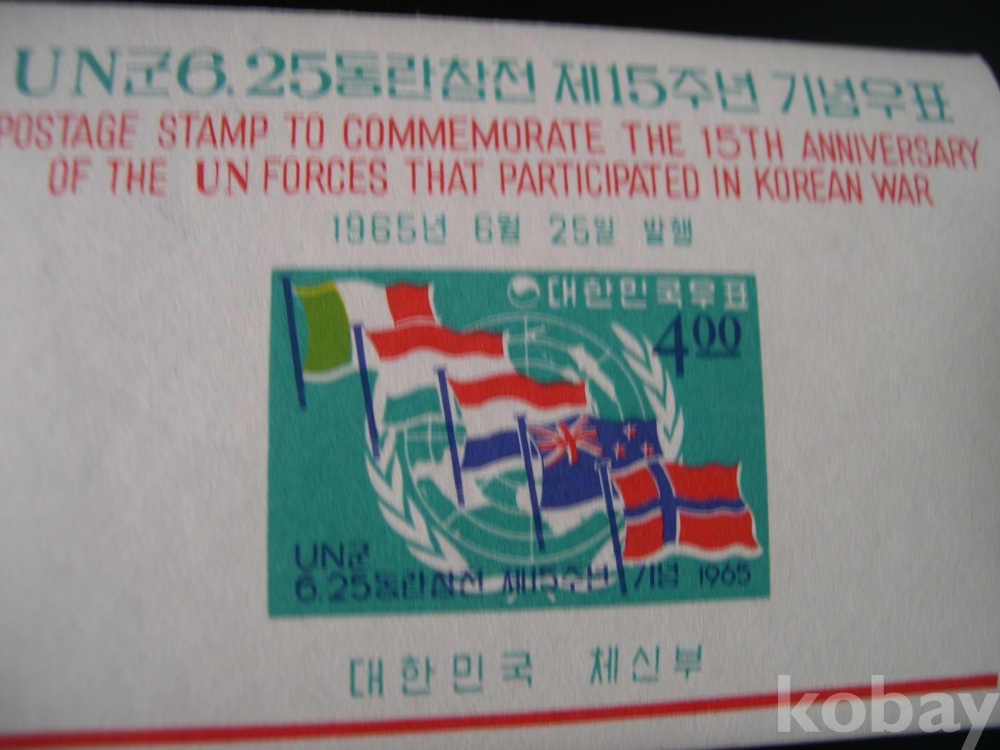 UN군6.25동란참전 제15주년 기념우표
POSTAGE STAMP TO COMMEMORATE THE 15TH ANNIVERSARY
OF THE UN FORCES THAT PARTICIPATED IN KOREAN WAR
1965년 6월 25일 발행
대한민국우표
4.00
UN군
6.25동란참전 제15주년 기념 1965
대한민국 체신부
kobay